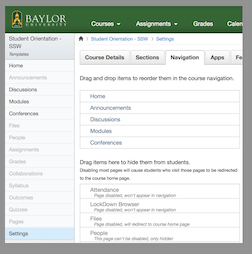 BAYLOR
UNIVERSITY
Courses
Assignments
Grades
Calen
Student Orientation -
SSW
Templates
Home
Announcements
Discussions
Modules
Conferences
Files
People
Assignments
Grades
Collaborations
Syllabus
Outcomes
Quizzes
Pages
Settings
Student Orientation - SSW > Settings
Course Details
Sections
Navigation
Apps
Fe
Drag and drop items to reorder them in the course navigation.
Home
Announcements
Discussions
Modules
Conferences
Drag items here to hide them from students.
Disabling most pages will cause students who visit those pages to be redirected
to the course home page.
Attendance
Page disabled, won't appear in navigation
LockDown Browser
Page disabled, won't appear in navigation
Files
Page disabled, will redirect to course home page
People
This page can't be disabled, only hidden